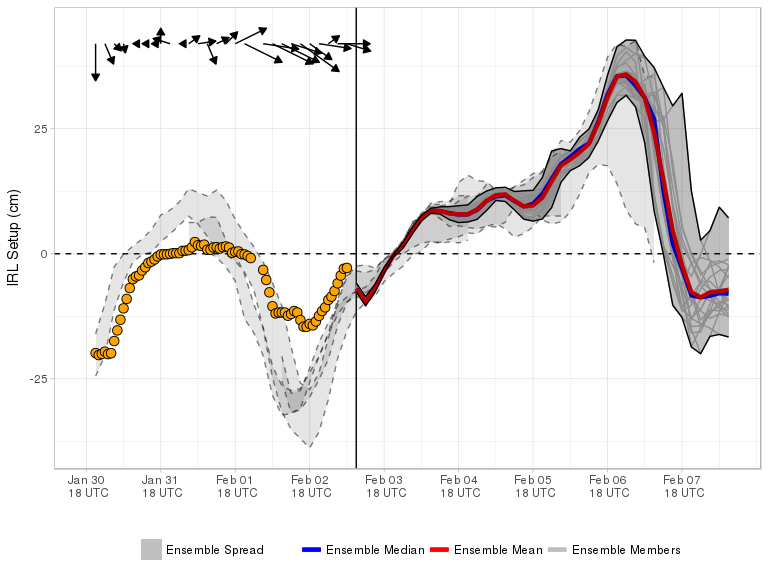 IRL Setup (cm)
25
0
-25
Jan 30 Jan 31 Feb 01 Feb 02 Feb 03 Feb 04 Feb 05 Feb 06 Feb 07
18 UTC 18 UTC 18 UTC 18 UTC 18 UTC 18 UTC 18 UTC 18 UTC 18 UTC
Ensemble Spread Ensemble Median Ensemble Mean Ensemble Members